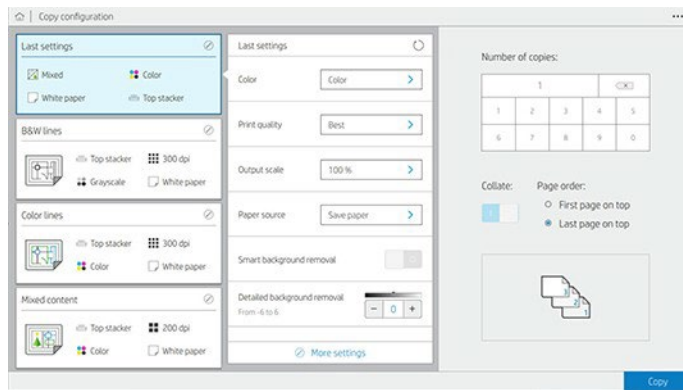 Copy configuration
Last settings
Mixed
Color
White paper
Top stacker
B&W lines
Top stacker
300 dpi
Grayscale
White paper
Color lines
Top stacker
300 dpi
Color
White paper
Mixed content
Top stacker
200 dpi
Color
White paper
Last settings
Color
Color
Print quality
Best
Output scale
100 %
Paper source
Save paper
Smart background removal
Detailed background removal
From -6 to 6
− 0 +
More settings
Number of copies:
1
1 2 3 4 5
6 7 8 9 0
Collate:
Page order:
First page on top
Last page on top
3
2
1
Copy